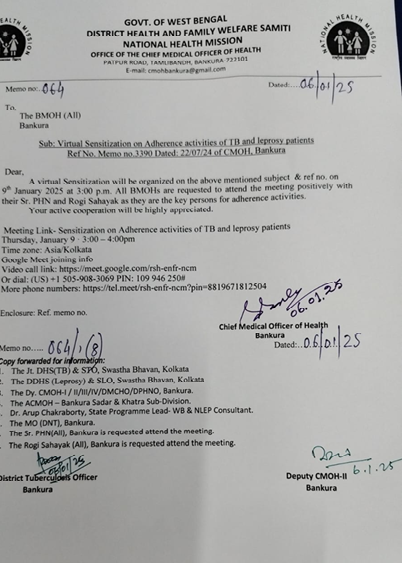 GOVT. OF WEST BENGAL
DISTRICT HEALTH AND FAMILY WELFARE SAMITI
NATIONAL HEALTH MISSION
OFFICE OF THE CHIEF MEDICAL OFFICER OF HEALTH
PATPUR ROAD, TAMLIBANDH, BANKURA 722101
E-mail: cmohbankura@gmail.com
Memo no: 064 Dated:...06/01/25
To,
The BMOH (All)
Bankura
Sub: Virtual Sensitization on Adherence activities of TB and leprosy patients
Ref No. Memo no.3390 Dated: 22/07/24 of CMOH, Bankura
Dear,
A virtual Sensitization will be organized on the above mentioned subject & ref no. on
9th January 2025 at 3:00 p.m. All BMOHs are requested to attend the meeting positively with
their Sr. PHN and Rogi Sahayak as they are the key persons for adherence activities.
Your active cooperation will be highly appreciated.
Meeting Link- Sensitization on Adherence activities of TB and leprosy patients
Thursday, January 9 · 3:00 – 4:00pm
Time zone: Asia/Kolkata
Google Meet joining info
Video call link: https://meet.google.com/rsh-enfr-ncm
Or dial: (US) +1 505-908-3069 PIN: 109 946 250#
More phone numbers: https://tel.meet/rsh-enfr-ncm?pin=8819671812504
06.01.25
Enclosure: Ref. memo no.
Chief Medical Officer of Health
Bankura
Memo no..... 064/1(8) Dated:..06/01/25
Copy forwarded for information:
1. The Jt. DHS(TB) & STO, Swastha Bhavan, Kolkata
2. The DDHS (Leprosy) & SLO, Swastha Bhavan, Kolkata
The Dy. CMOH-I / II/III/IV/DMCHO/DPHNO, Bankura.
The ACMOH – Bankura Sadar & Khatra Sub-Division.
Dr. Arup Chakraborty, State Programme Lead- WB & NLEP Consultant.
The MO (DNT), Bankura.
The Sr. PHN(All), Bankura is requested attend the meeting.
The Rogi Sahayak (All), Bankura is requested attend the meeting.
06/01/25
6.1.25
District Tuberculosis Officer Deputy CMOH-II
Bankura Bankura